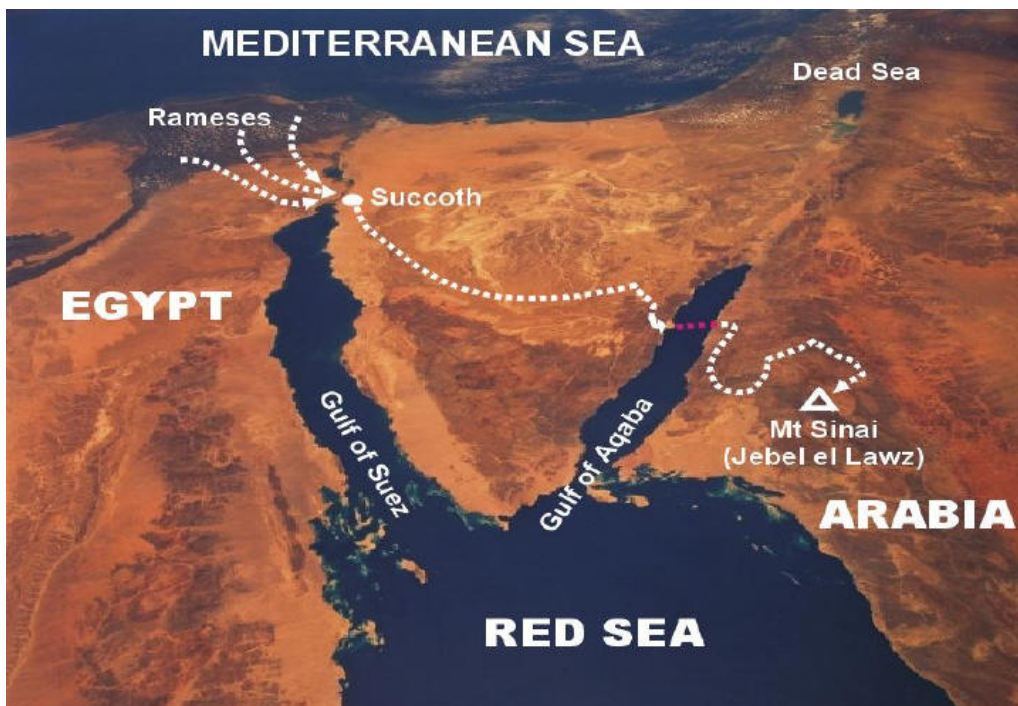 MEDITERRANEAN SEA
Dead Sea
Rameses
Succoth
EGYPT
Gulf of Suez
Gulf of Aqaba
Mt Sinai
(Jebel el Lawz)
ARABIA
RED SEA